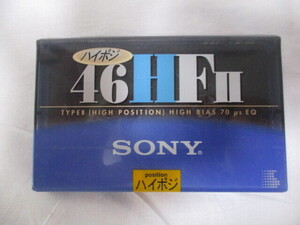 ハイポジ
46HFII
TYPEII (HIGH POSITION) HIGH BIAS 70 µs EQ
SONY®
position
ハイポジ